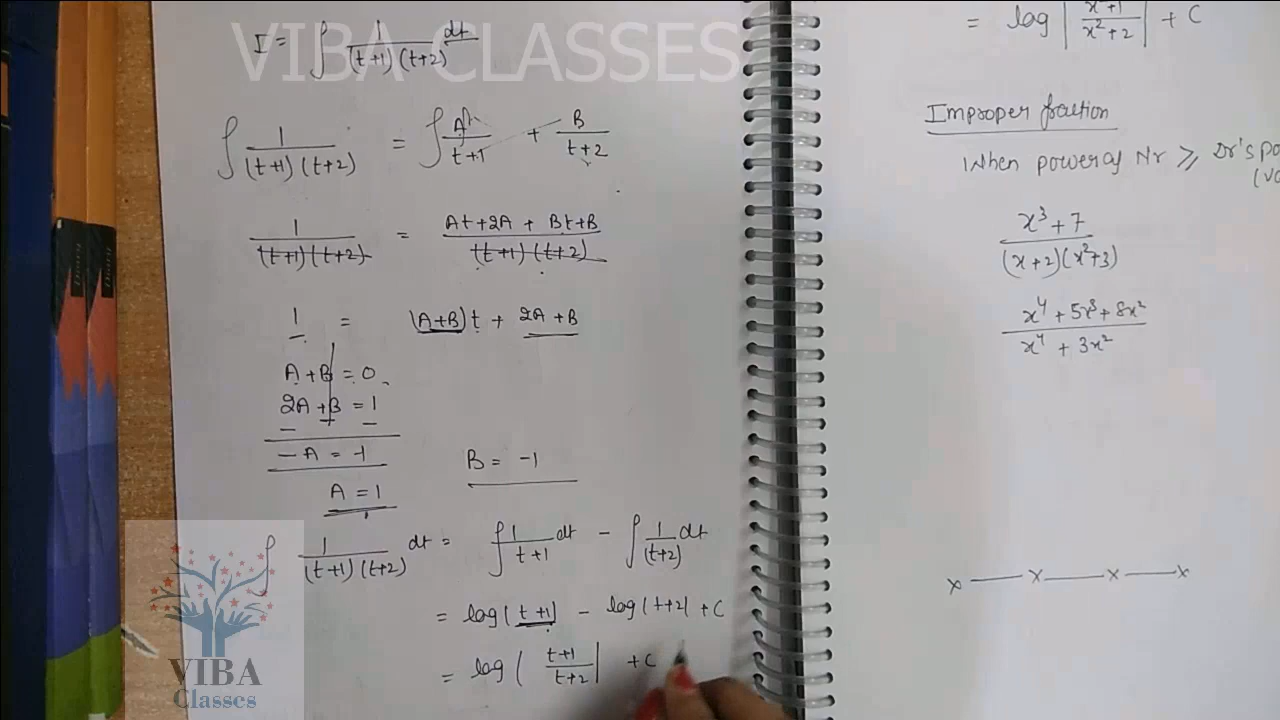 VIBA CLASSES
I = ∫ 1/((t+1)(t+2)) dt
∫ 1/((t+1)(t+2)) = ∫ A/(t+1) + B/(t+2)
1/((t+1)(t+2)) = (At+2A + Bt+B)/((t+1)(t+2))
1 = (A+B)t + 2A+B
A+B = 0
2A+B = 1
− − −
−A = −1
B = −1
A = 1
∫ 1/((t+1)(t+2)) dt = ∫ 1/(t+1) dt − ∫ 1/(t+2) dt
= log|t+1| − log|t+2| + C
= log|(t+1)/(t+2)| + C
VIBA
Classes
= log|(x²+1)/(x²+2)| + C
Improper fraction
When power of Nr ≥ Dr's
(x³+7)/((x+2)(x²+3))
(x⁴+5x³+8x²)/(x⁴+3x²)
x — x — x — x